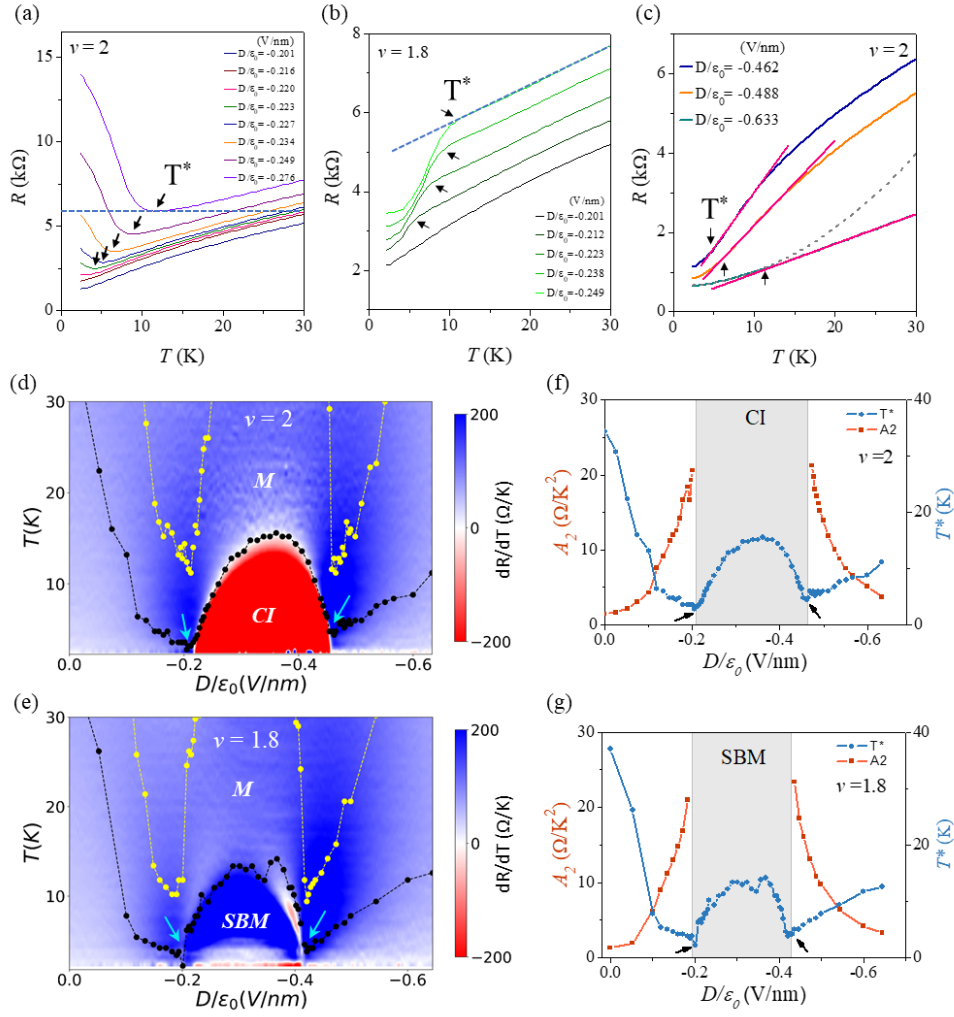 (a)
ν = 2
(V/nm)
D/ε₀= -0.201
D/ε₀= -0.216
D/ε₀= -0.220
D/ε₀= -0.223
D/ε₀= -0.227
D/ε₀= -0.234
D/ε₀= -0.249
D/ε₀= -0.276
T*
R (kΩ)
15
10
5
0
0 10 20 30
T (K)
(b)
ν = 1.8
T*
(V/nm)
D/ε₀= -0.201
D/ε₀= -0.212
D/ε₀= -0.223
D/ε₀= -0.238
D/ε₀= -0.249
R (kΩ)
8
6
4
2
0 10 20 30
T (K)
(c)
(V/nm)
ν = 2
D/ε₀= -0.462
D/ε₀= -0.488
D/ε₀= -0.633
T*
R (kΩ)
6
4
2
0
0 10 20 30
T (K)
(d)
ν = 2
M
CI
T(K)
30
20
10
0.0 −0.2 −0.4 −0.6
D/ε₀(V/nm)
200
0
−200
dR/dT (Ω/K)
(f)
CI
T*
A2
ν=2
A₂ (Ω/K²)
30
20
10
0
T* (K)
40
20
0
0.0 -0.2 -0.4 -0.6
D/ε₀ (V/nm)
(e)
ν = 1.8
M
SBM
T(K)
30
20
10
0.0 −0.2 −0.4 −0.6
D/ε₀(V/nm)
200
0
−200
dR/dT (Ω/K)
(g)
SBM
T*
A2
ν=1.8
A₂ (Ω/K²)
30
20
10
0
T* (K)
40
20
0
0.0 -0.2 -0.4 -0.6
D/ε₀ (V/nm)